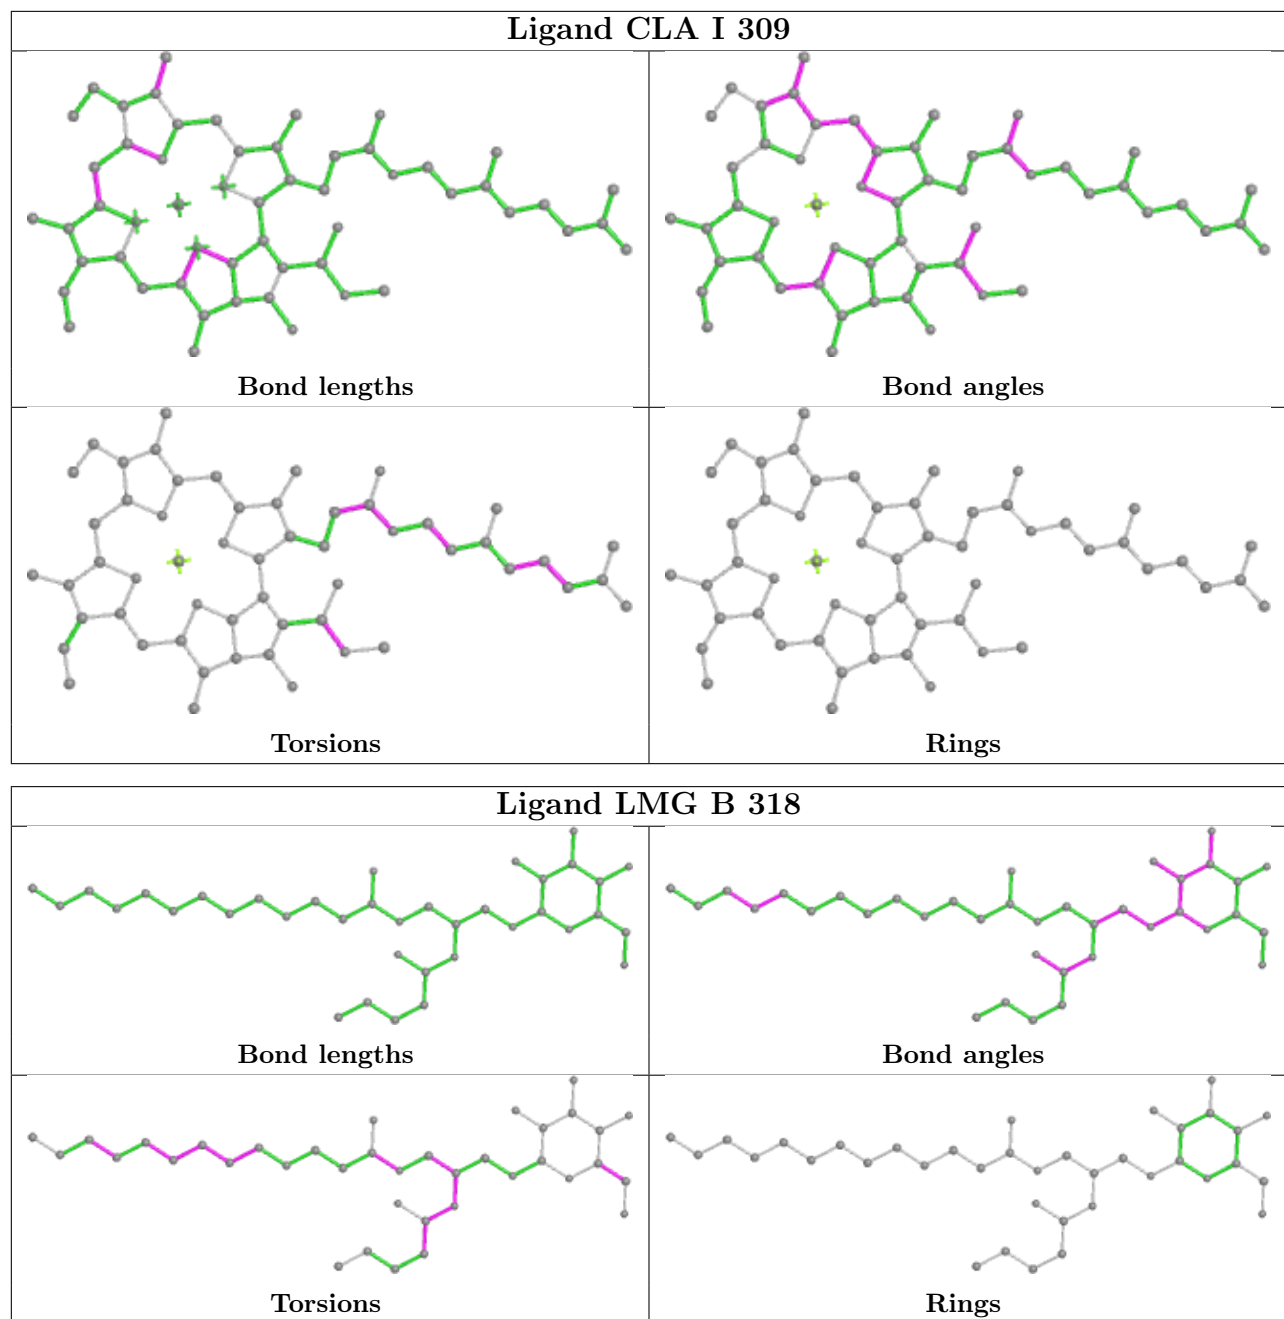 Ligand CLA I 309
Bond lengths
Bond angles
Torsions
Rings
Ligand LMG B 318
Bond lengths
Bond angles
Torsions
Rings